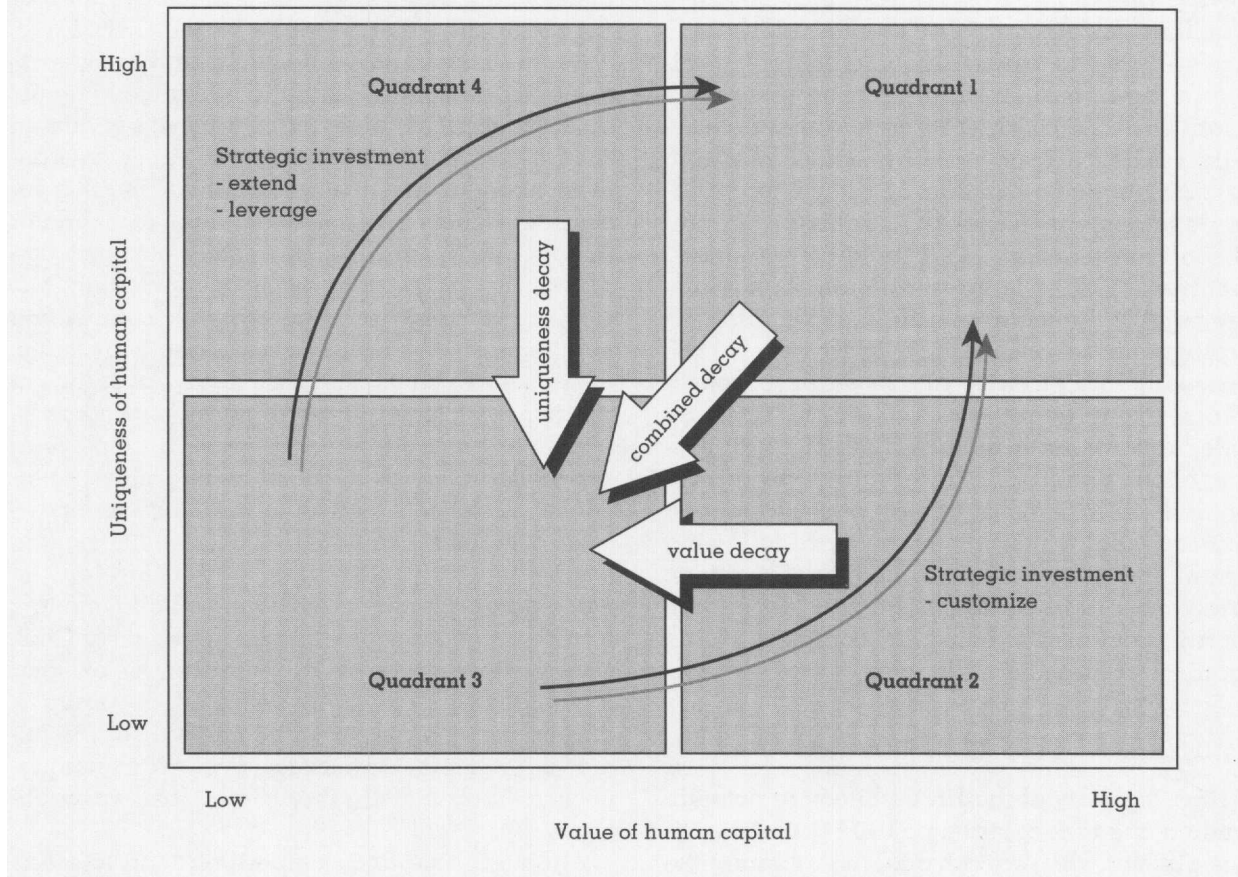 High
Quadrant 4
Quadrant 1
Strategic investment
- extend
- leverage
Uniqueness of human capital
uniqueness decay
combined decay
value decay
Strategic investment
- customize
Quadrant 3
Quadrant 2
Low
Low
High
Value of human capital